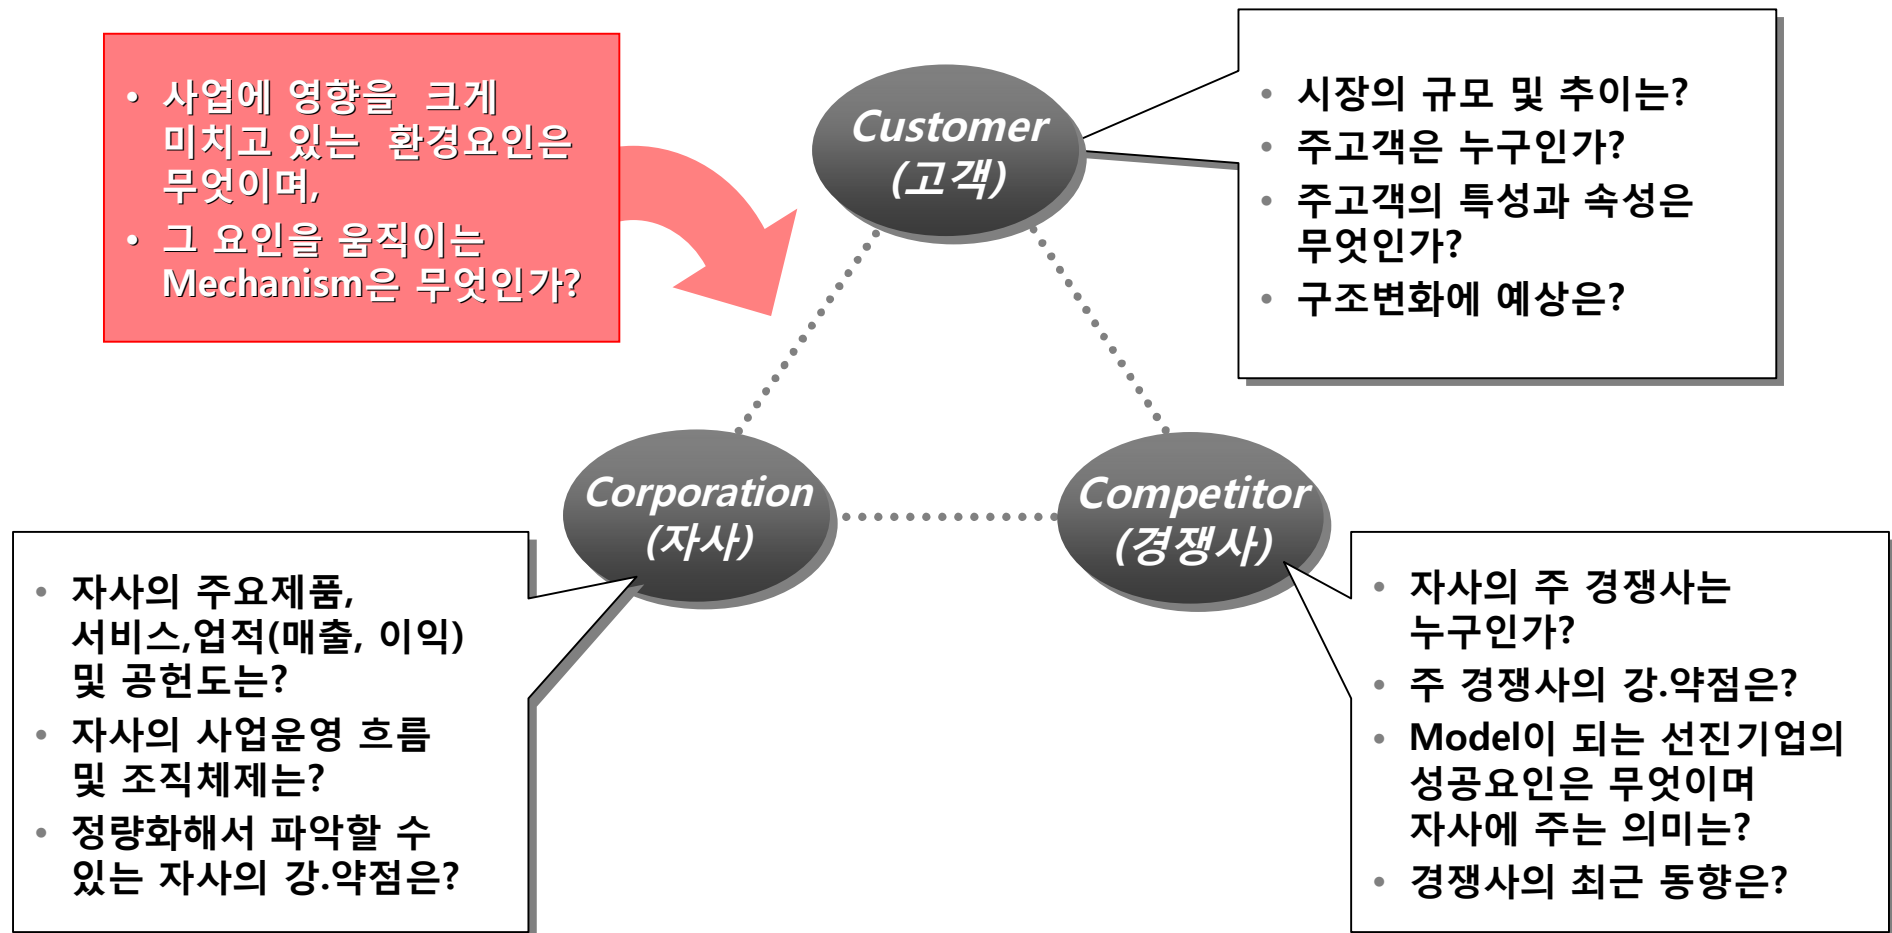 • 사업에 영향을 크게
미치고 있는 환경요인은
무엇이며,
• 그 요인을 움직이는
Mechanism은 무엇인가?
Customer
(고객)
• 시장의 규모 및 추이는?
• 주고객은 누구인가?
• 주고객의 특성과 속성은
무엇인가?
• 구조변화에 예상은?
Corporation
(자사)
Competitor
(경쟁사)
• 자사의 주요제품,
서비스,업적(매출, 이익)
및 공헌도는?
• 자사의 사업운영 흐름
및 조직체제는?
• 정량화해서 파악할 수
있는 자사의 강.약점은?
• 자사의 주 경쟁사는
누구인가?
• 주 경쟁사의 강.약점은?
• Model이 되는 선진기업의
성공요인은 무엇이며
자사에 주는 의미는?
• 경쟁사의 최근 동향은?